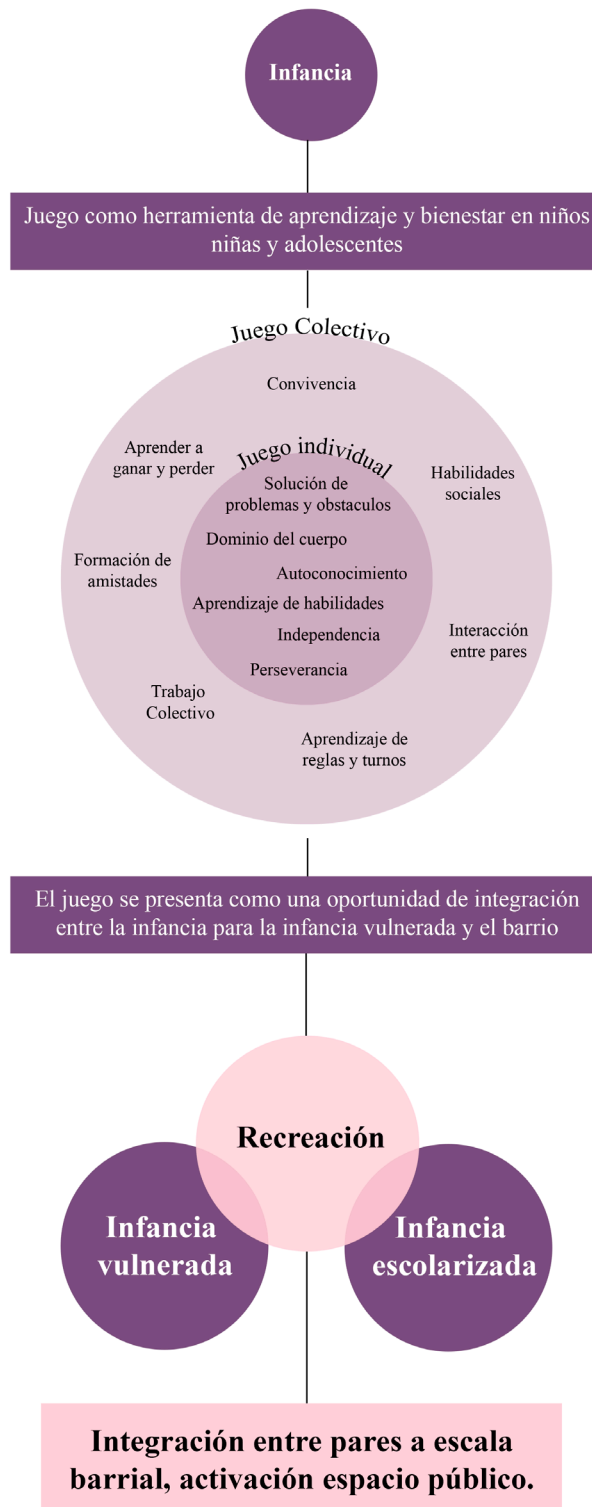 Infancia
Juego como herramienta de aprendizaje y bienestar en niños
niñas y adolescentes
Juego Colectivo
Convivencia
Aprender a
ganar y perder
Juego individual
Habilidades
sociales
Solución de
problemas y obstaculos
Dominio del cuerpo
Formación de
amistades
Autoconocimiento
Aprendizaje de habilidades
Independencia
Interacción
entre pares
Perseverancia
Trabajo
Colectivo
Aprendizaje de
reglas y turnos
El juego se presenta como una oportunidad de integración
entre la infancia para la infancia vulnerada y el barrio
Recreación
Infancia
vulnerada
Infancia
escolarizada
Integración entre pares a escala
barrial, activación espacio público.